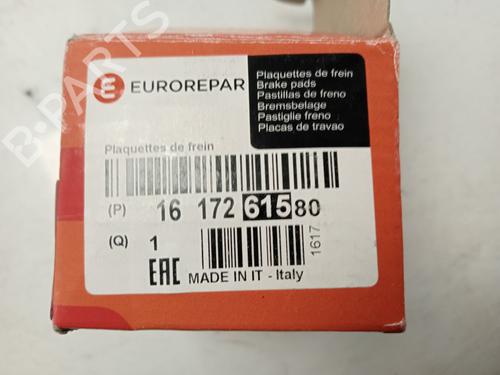 B-PARTS
EUROREPAR
Plaquettes de frein
Brake pads
Pastillas de freno
Bremsbelage
Pastiglie freno
Placas de travao
Plaquettes de frein
(P) 16 172 615 80
(Q) 1
1617
EAC MADE IN IT - Italy